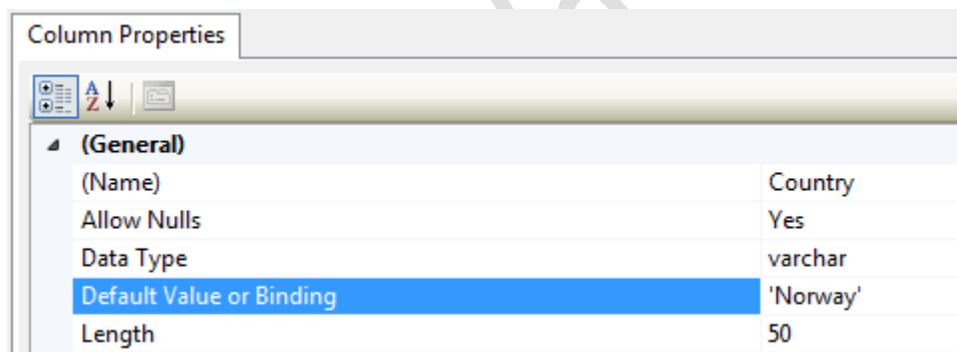 Column Properties
A
Z
(General)
(Name) Country
Allow Nulls Yes
Data Type varchar
Default Value or Binding 'Norway'
Length 50